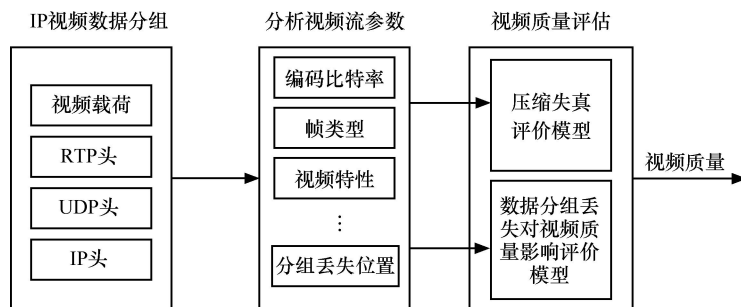 IP视频数据分组
分析视频流参数
视频质量评估
视频载荷
RTP头
UDP头
IP头
编码比特率
帧类型
视频特性
⋮
分组丢失位置
压缩失真
评价模型
数据分组丢
失对视频质
量影响评价
模型
视频质量